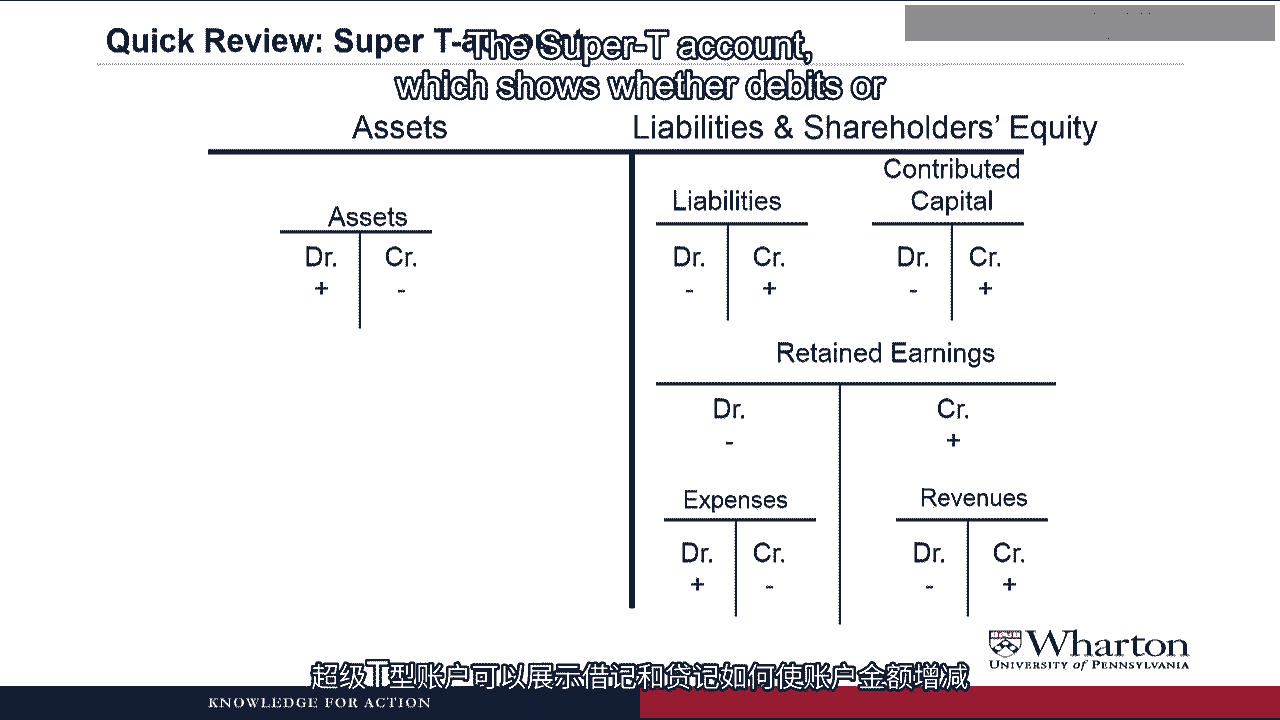 Quick Review: Super T-account
The Super-T account,
which shows whether debits or
Assets
Liabilities & Shareholders' Equity
Assets
Dr. Cr.
+ -
Liabilities
Dr. Cr.
- +
Contributed
Capital
Dr. Cr.
- +
Retained Earnings
Dr. Cr.
- +
Expenses
Dr. Cr.
+ -
Revenues
Dr. Cr.
- +
Wharton
UNIVERSITY of PENNSYLVANIA
超级T型账户可以展示借记和贷记如何使账户金额增减
KNOWLEDGE FOR ACTION